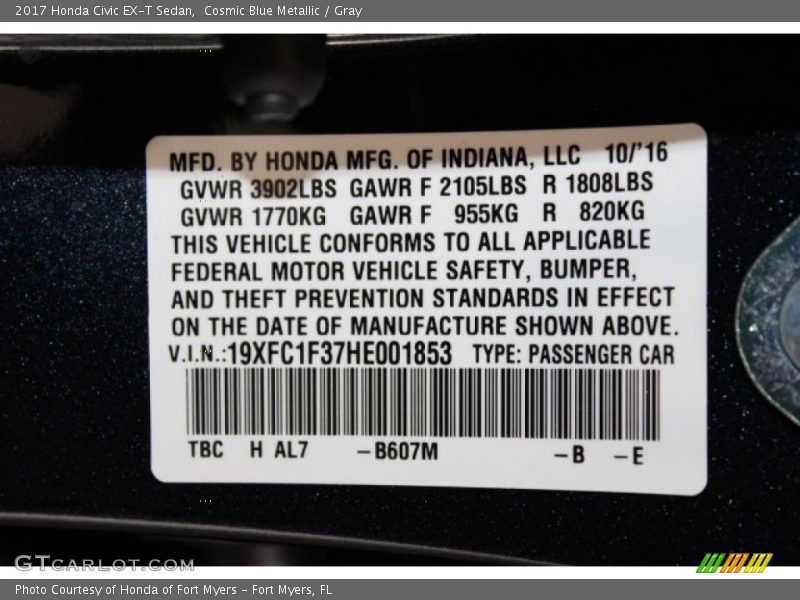 2017 Honda Civic EX-T Sedan,  Cosmic Blue Metallic / Gray
MFD. BY HONDA MFG. OF INDIANA, LLC  10/'16
GVWR 3902LBS  GAWR F 2105LBS  R 1808LBS
GVWR 1770KG  GAWR F  955KG  R  820KG
THIS VEHICLE CONFORMS TO ALL APPLICABLE
FEDERAL MOTOR VEHICLE SAFETY, BUMPER,
AND THEFT PREVENTION STANDARDS IN EFFECT
ON THE DATE OF MANUFACTURE SHOWN ABOVE.
V.I.N.:19XFC1F37HE001853  TYPE: PASSENGER CAR
TBC  H AL7  –B607M  –B  –E
GTCARLOT.COM
Photo Courtesy of Honda of Fort Myers - Fort Myers, FL